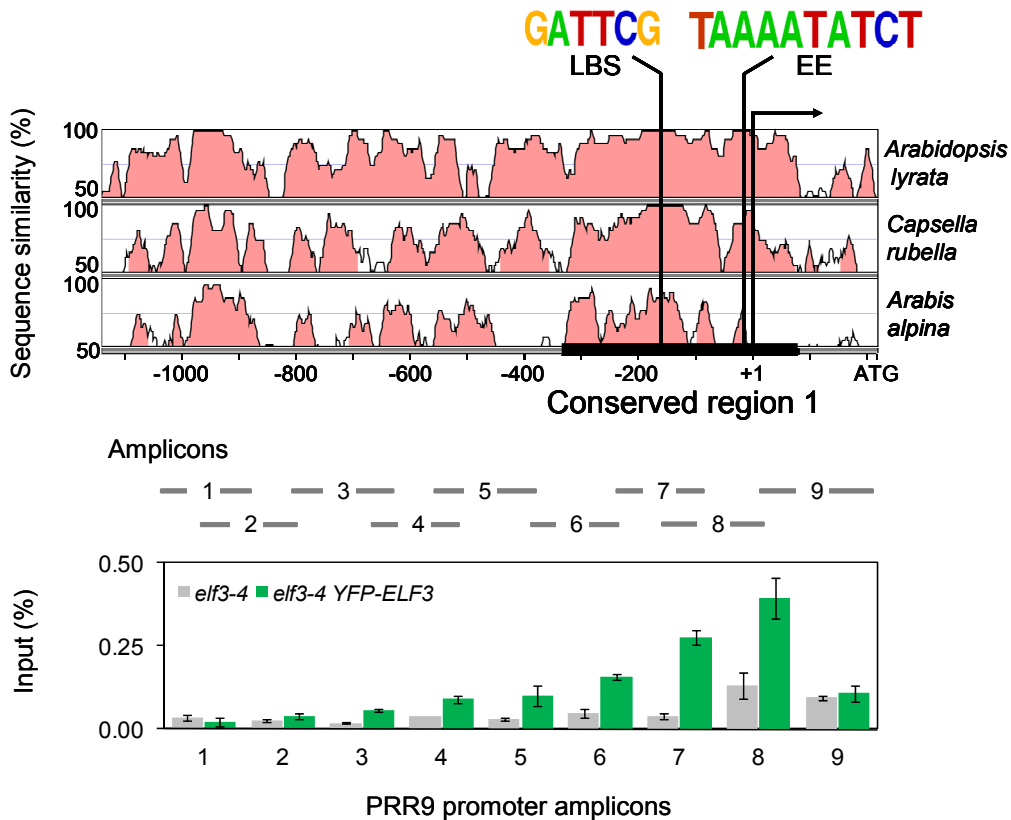 GATTCG TAAAATATCT
LBS EE
Sequence similarity (%)
100
50
100
50
100
50
Arabidopsis
lyrata
Capsella
rubella
Arabis
alpina
-1000 -800 -600 -400 -200 +1 ATG
Conserved region 1
Amplicons
1 3 5 7 9
2 4 6 8
Input (%)
0.50
0.25
0.00
elf3-4 elf3-4 YFP-ELF3
1 2 3 4 5 6 7 8 9
PRR9 promoter amplicons